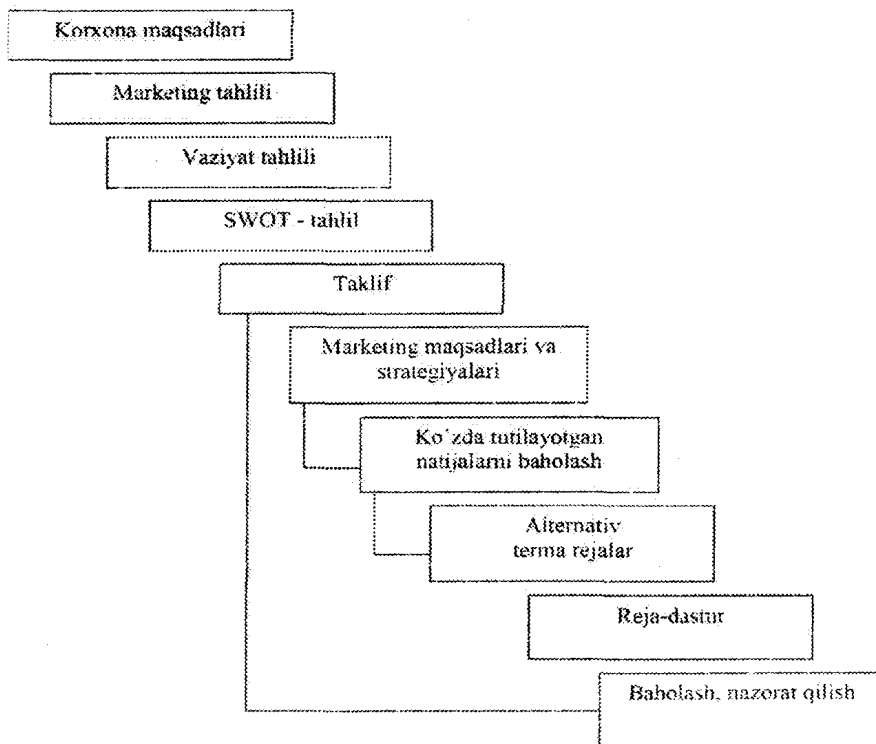 Korxona maqsadlari
Marketing tahlili
Vaziyat tahlili
SWOT - tahlil
Taklif
Marketing maqsadlari va
strategiyalari
Ko'zda tutilayotgan
natijalarni baholash
Alternativ
terma rejalar
Reja-dastur
Baholash, nazorat qilish